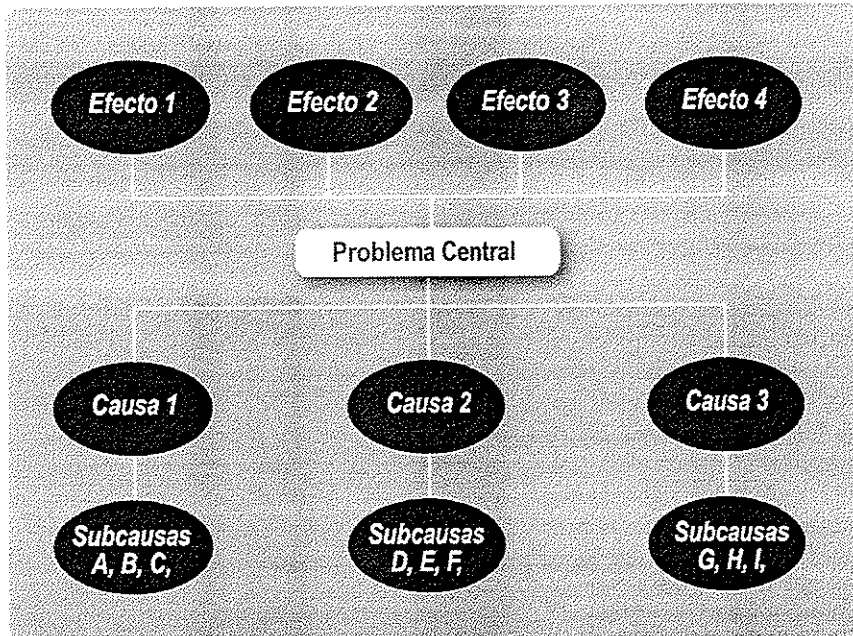 Efecto 1
Efecto 2
Efecto 3
Efecto 4
Problema Central
Causa 1
Causa 2
Causa 3
Subcausas
A, B, C,
Subcausas
D, E, F,
Subcausas
G, H, I,